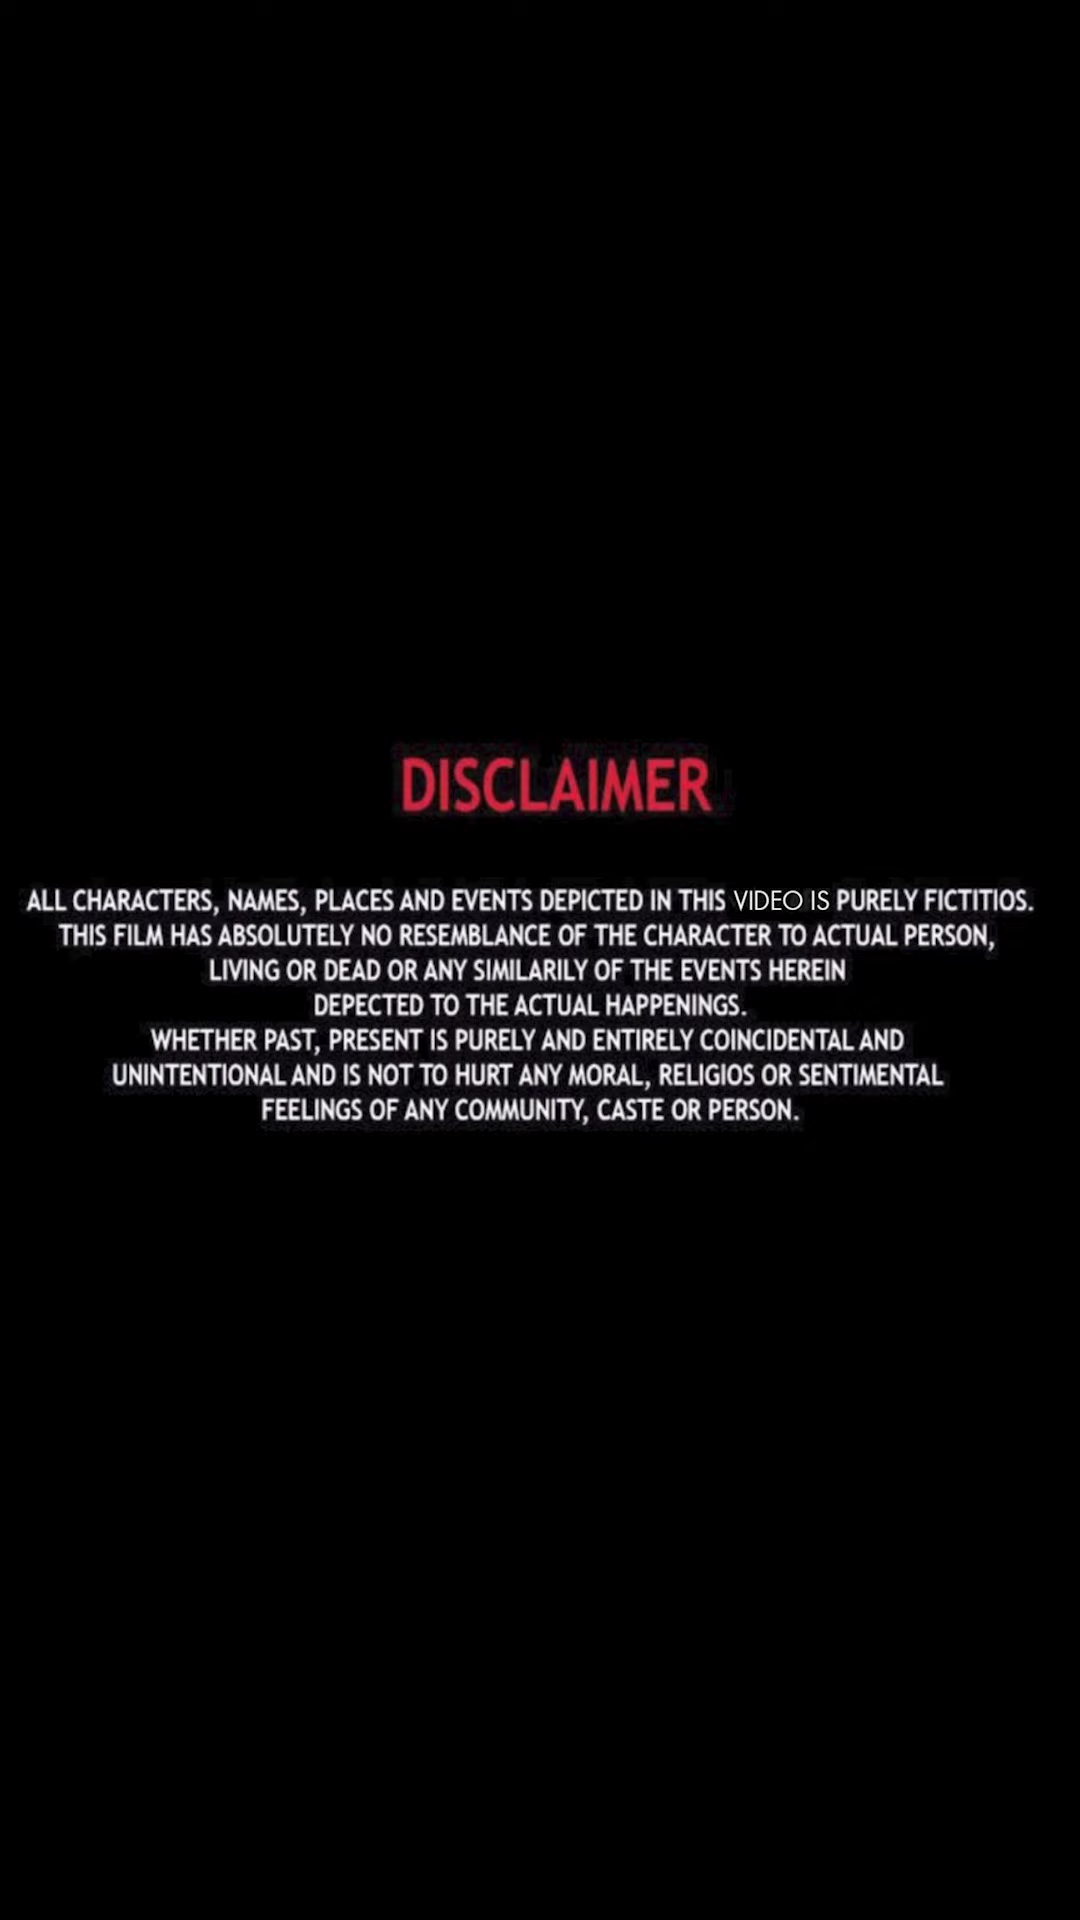 DISCLAIMER
ALL CHARACTERS, NAMES, PLACES AND EVENTS DEPICTED IN THIS VIDEO IS PURELY FICTITIOS.
THIS FILM HAS ABSOLUTELY NO RESEMBLANCE OF THE CHARACTER TO ACTUAL PERSON,
LIVING OR DEAD OR ANY SIMILARILY OF THE EVENTS HEREIN
DEPECTED TO THE ACTUAL HAPPENINGS.
WHETHER PAST, PRESENT IS PURELY AND ENTIRELY COINCIDENTAL AND
UNINTENTIONAL AND IS NOT TO HURT ANY MORAL, RELIGIOS OR SENTIMENTAL
FEELINGS OF ANY COMMUNITY, CASTE OR PERSON.